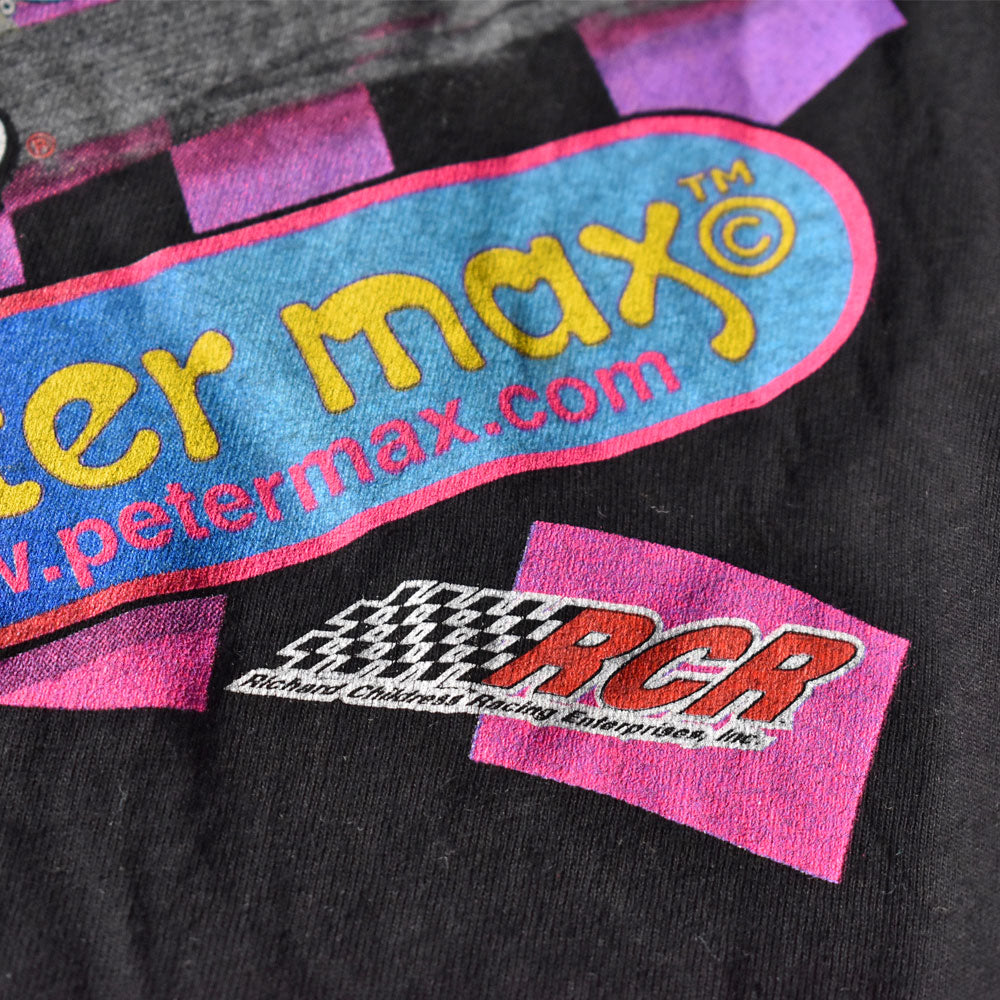 ®
ter max™©
w.petermax.com
RCR
Richard Childress Racing Enterprises, Inc.